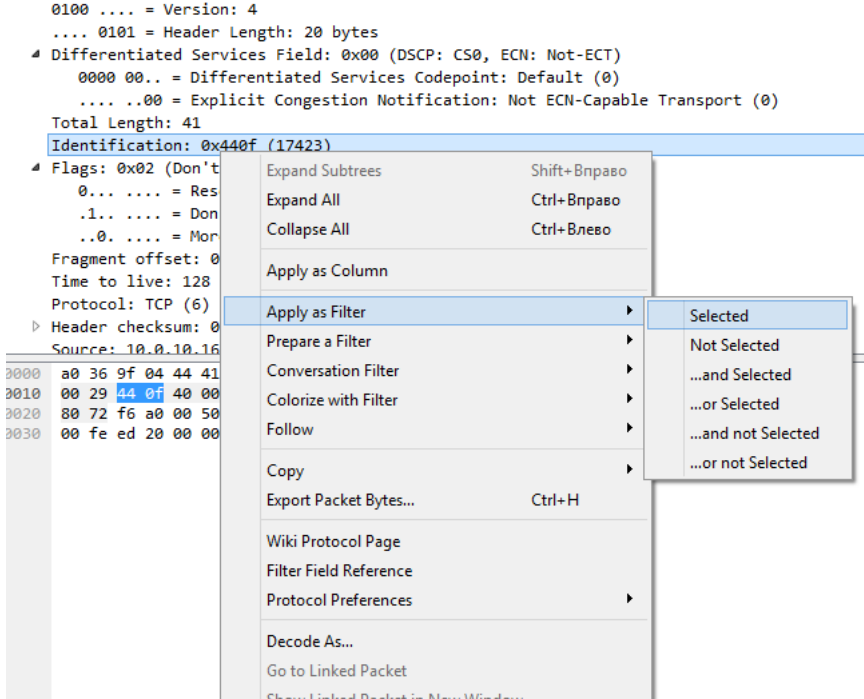 0100 .... = Version: 4
.... 0101 = Header Length: 20 bytes
Differentiated Services Field: 0x00 (DSCP: CS0, ECN: Not-ECT)
0000 00.. = Differentiated Services Codepoint: Default (0)
.... ..00 = Explicit Congestion Notification: Not ECN-Capable Transport (0)
Total Length: 41
Identification: 0x440f (17423)
Flags: 0x02 (Don't
0... .... = Res
.1.. .... = Don
..0. .... = Mor
Fragment offset: 0
Time to live: 128
Protocol: TCP (6)
Header checksum: 0
Source: 10.0.10.16
0000 a0 36 9f 04 44 41
0010 00 29 44 0f 40 00
0020 80 72 f6 a0 00 50
0030 00 fe ed 20 00 00
Expand Subtrees Shift+Вправо
Expand All Ctrl+Вправо
Collapse All Ctrl+Влево
Apply as Column
Apply as Filter
Prepare a Filter
Conversation Filter
Colorize with Filter
Follow
Copy
Export Packet Bytes... Ctrl+H
Wiki Protocol Page
Filter Field Reference
Protocol Preferences
Decode As...
Go to Linked Packet
Show Linked Packet in New Window
Selected
Not Selected
...and Selected
...or Selected
...and not Selected
...or not Selected